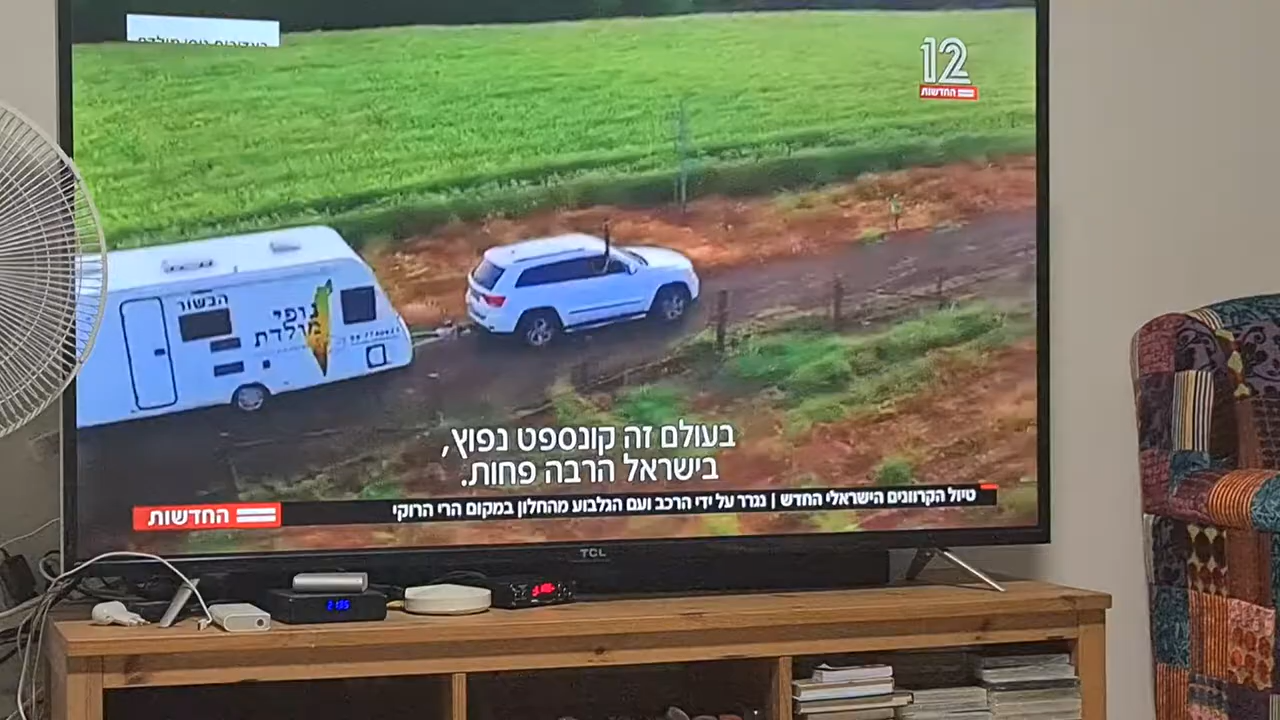 12
החדשות
הבשור
נופי
מולדת
בעולם זה קונספט נפוץ,
בישראל הרבה פחות.
טיול הקרוונים הישראלי החדש | נגרר על ידי הרכב ועם הגלבוע מהחלון במקום הרי הרוקי
החדשות
TCL